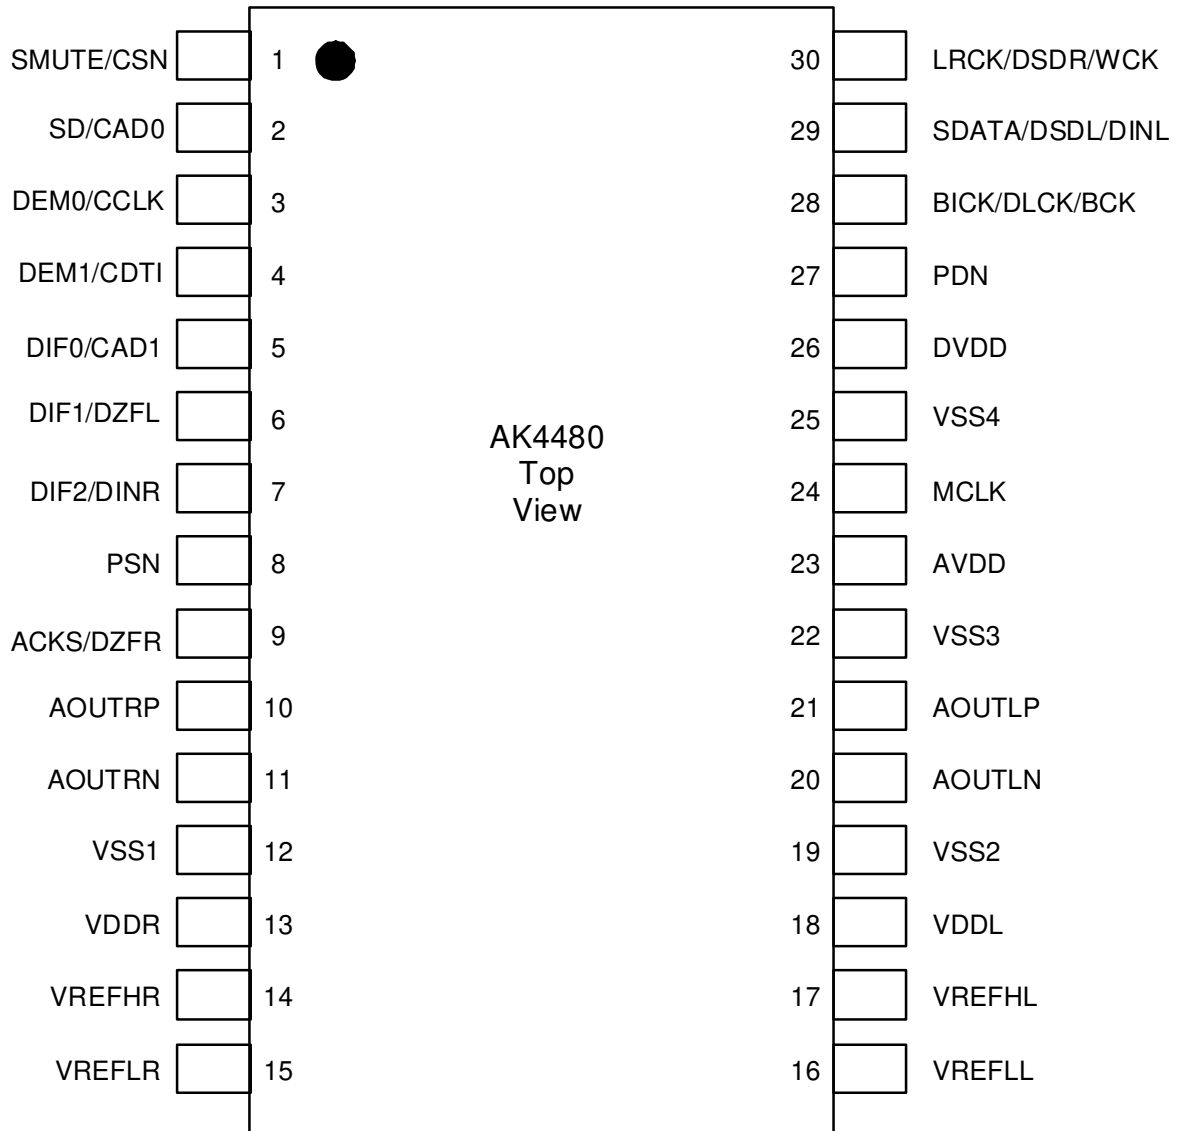 SMUTE/CSN 1 30 LRCK/DSDR/WCK
SD/CAD0 2 29 SDATA/DSDL/DINL
DEM0/CCLK 3 28 BICK/DLCK/BCK
DEM1/CDTI 4 27 PDN
DIF0/CAD1 5 26 DVDD
DIF1/DZFL 6 25 VSS4
AK4480
Top
View
DIF2/DINR 7 24 MCLK
PSN 8 23 AVDD
ACKS/DZFR 9 22 VSS3
AOUTRP 10 21 AOUTLP
AOUTRN 11 20 AOUTLN
VSS1 12 19 VSS2
VDDR 13 18 VDDL
VREFHR 14 17 VREFHL
VREFLR 15 16 VREFLL